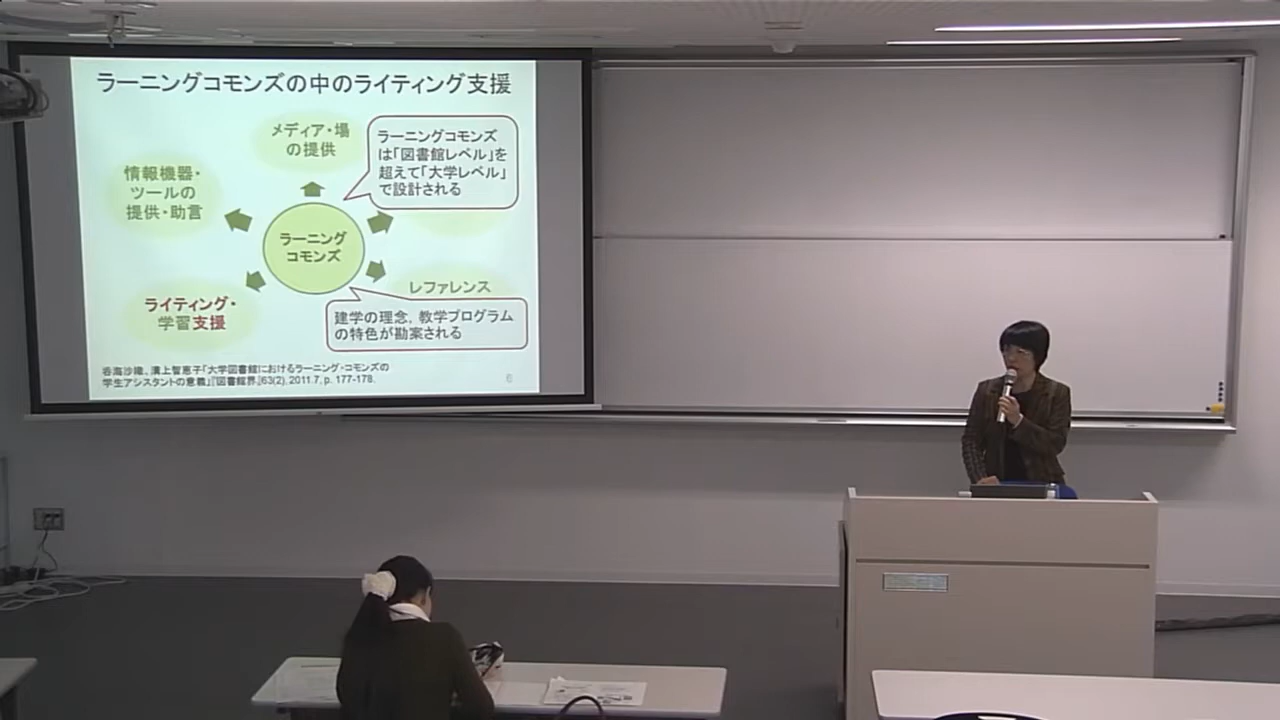 ラーニングコモンズの中のライティング支援
メディア・場
の提供
ラーニングコモンズ
は「図書館レベル」を
超えて「大学レベル」
で設計される
情報機器・
ツールの
提供・助言
ラーニング
コモンズ
ライティング・
学習支援
レファレンス
建学の理念，教学プログラム
の特色が勘案される
呑海沙織、溝上智恵子「大学図書館におけるラーニング・コモンズの
学生アシスタントの意義」『図書館界』63(2), 2011.7, p. 177-178.
6